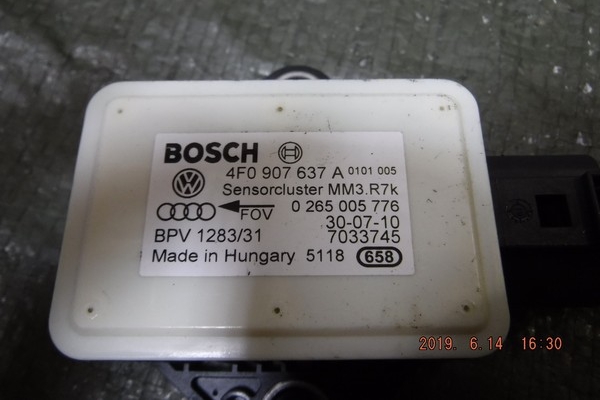 BOSCH
4F0 907 637 A 0101 005
Sensorcluster MM3.R7k
FOV 0 265 005 776
30-07-10
BPV 1283/31 7033745
Made in Hungary 5118 658
2019. 6.14 16:30